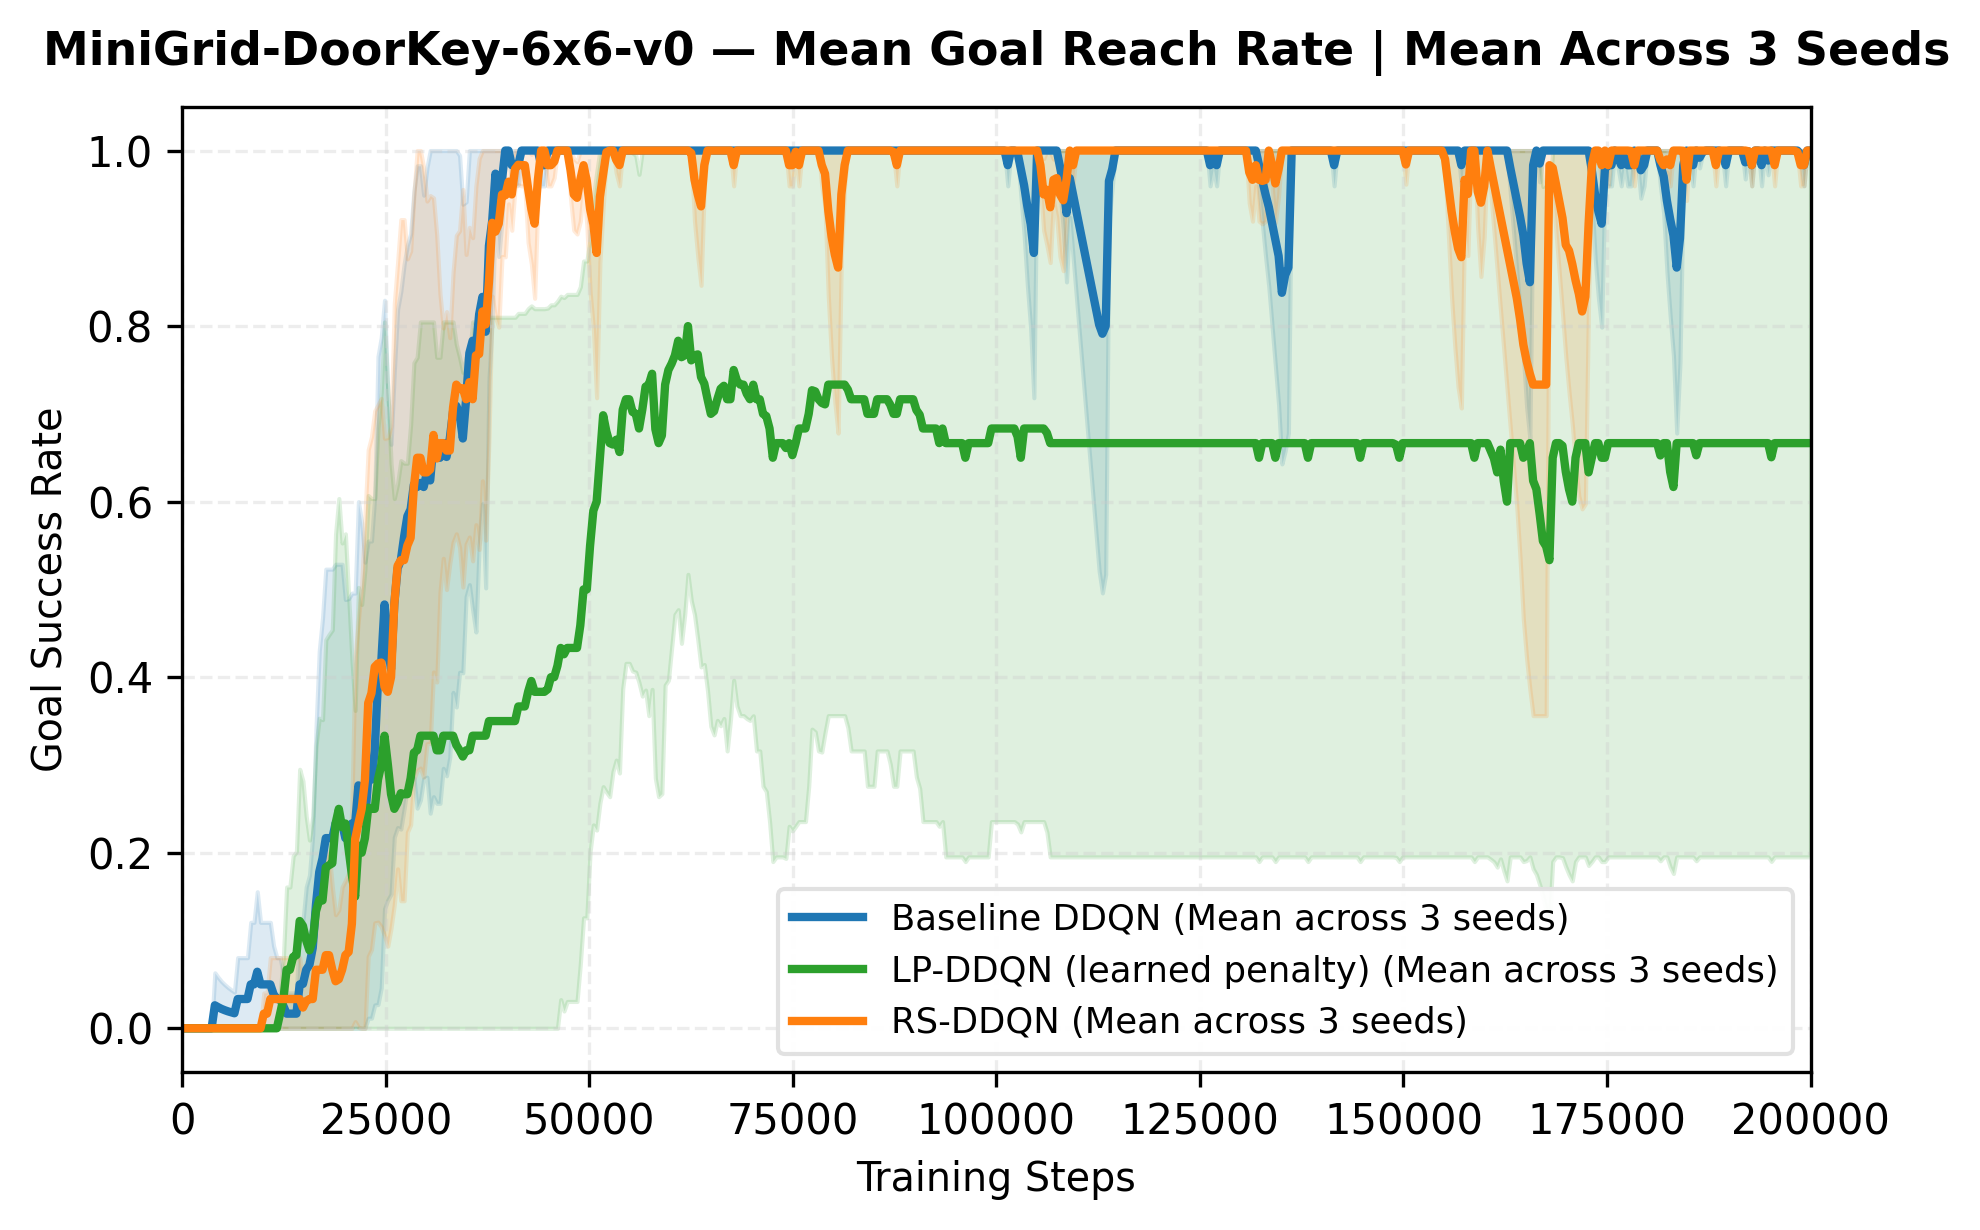 MiniGrid-DoorKey-6x6-v0 — Mean Goal Reach Rate | Mean Across 3 Seeds
1.0
0.8
0.6
0.4
0.2
0.0
Goal Success Rate
Baseline DDQN (Mean across 3 seeds)
LP-DDQN (learned penalty) (Mean across 3 seeds)
RS-DDQN (Mean across 3 seeds)
0 25000 50000 75000 100000 125000 150000 175000 200000
Training Steps